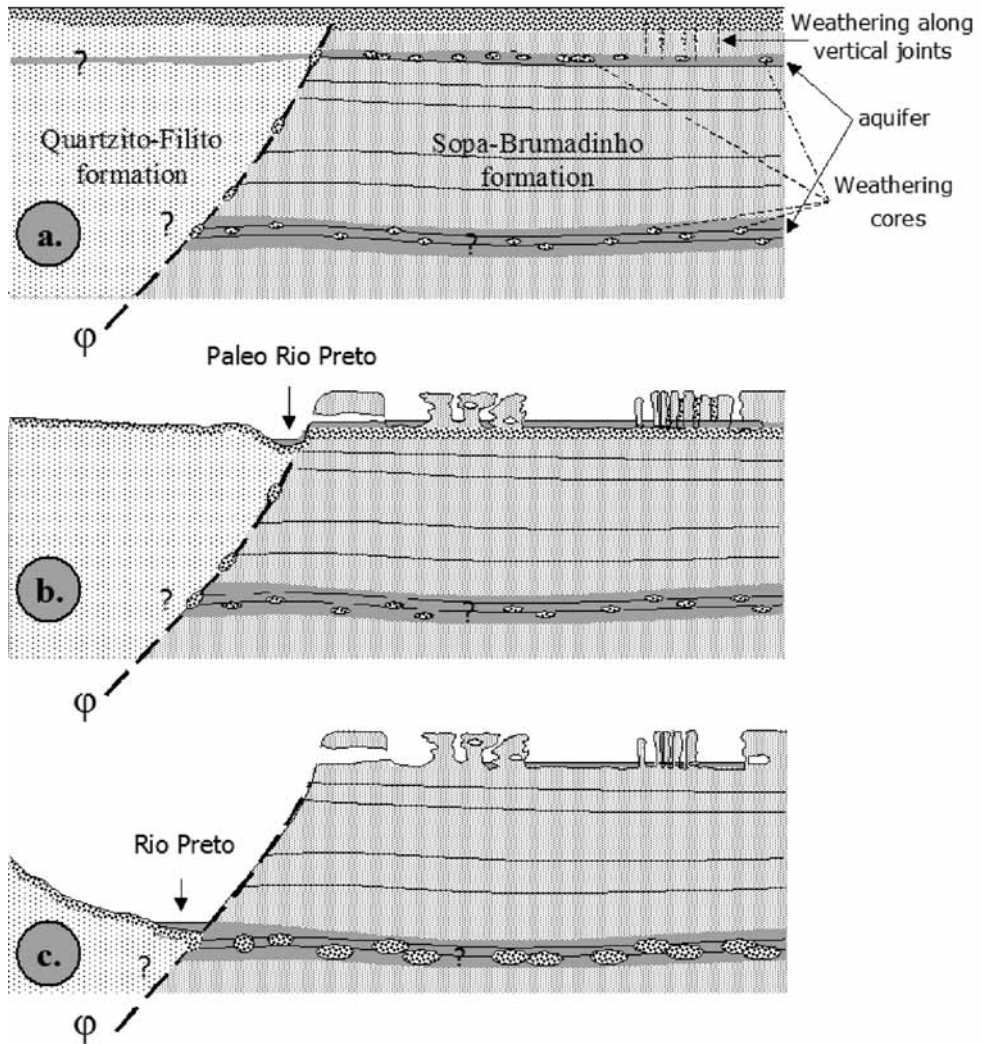 Weathering along
vertical joints
?
Quartzito-Filito
formation
Sopa-Brumadinho
formation
aquifer
Weathering
cores
?
?
a.
φ
Paleo Rio Preto
b.
?
?
φ
Rio Preto
c.
?
?
φ